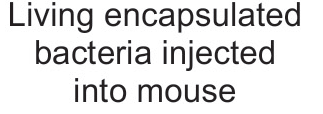 Living encapsulated
bacteria injected
into mouse